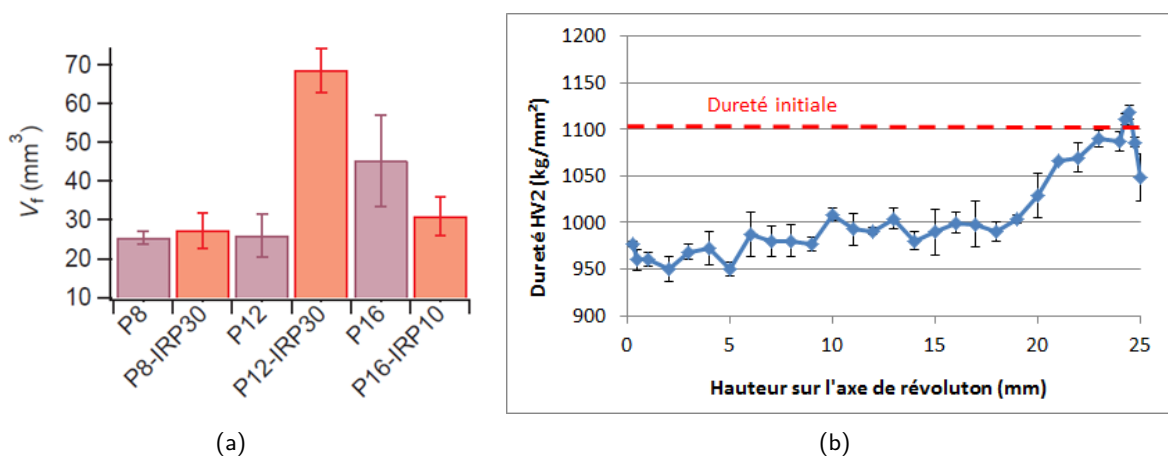 V_f (mm³)
70
60
50
40
30
20
10
P8
P8-IRP30
P12
P12-IRP30
P16
P16-IRP10
(a)
Dureté HV2 (kg/mm²)
1200
1150
1100
1050
1000
950
900
Dureté initiale
0 5 10 15 20 25
Hauteur sur l'axe de révoluton (mm)
(b)